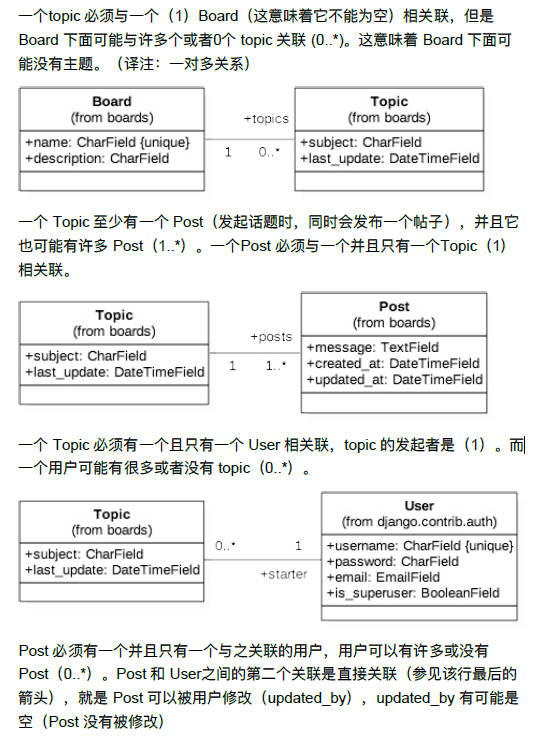 一个topic 必须与一个（1）Board（这意味着它不能为空）相关联，但是
Board 下面可能与许多个或者0个 topic 关联 (0..*)。这意味着 Board 下面可
能没有主题。（译注：一对多关系）
Board
(from boards)
+name: CharField {unique}
+description: CharField
+topics
1
0..*
Topic
(from boards)
+subject: CharField
+last_update: DateTimeField
一个 Topic 至少有一个 Post（发起话题时，同时会发布一个帖子），并且它
也可能有许多 Post（1..*）。一个Post 必须与一个并且只有一个Topic（1）
相关联。
Topic
(from boards)
+subject: CharField
+last_update: DateTimeField
+posts
1
1..*
Post
(from boards)
+message: TextField
+created_at: DateTimeField
+updated_at: DateTimeField
一个 Topic 必须有一个且只有一个 User 相关联，topic 的发起者是（1）。而
一个用户可能有很多或者没有 topic（0..*）。
Topic
(from boards)
+subject: CharField
+last_update: DateTimeField
0..*
1
+starter
User
(from django.contrib.auth)
+username: CharField {unique}
+password: CharField
+email: EmailField
+is_superuser: BooleanField
Post 必须有一个并且只有一个与之关联的用户，用户可以有许多或没有
Post（0..*）。Post 和 User之间的第二个关联是直接关联（参见该行最后的
箭头），就是 Post 可以被用户修改（updated_by），updated_by 有可能是
空（Post 没有被修改）